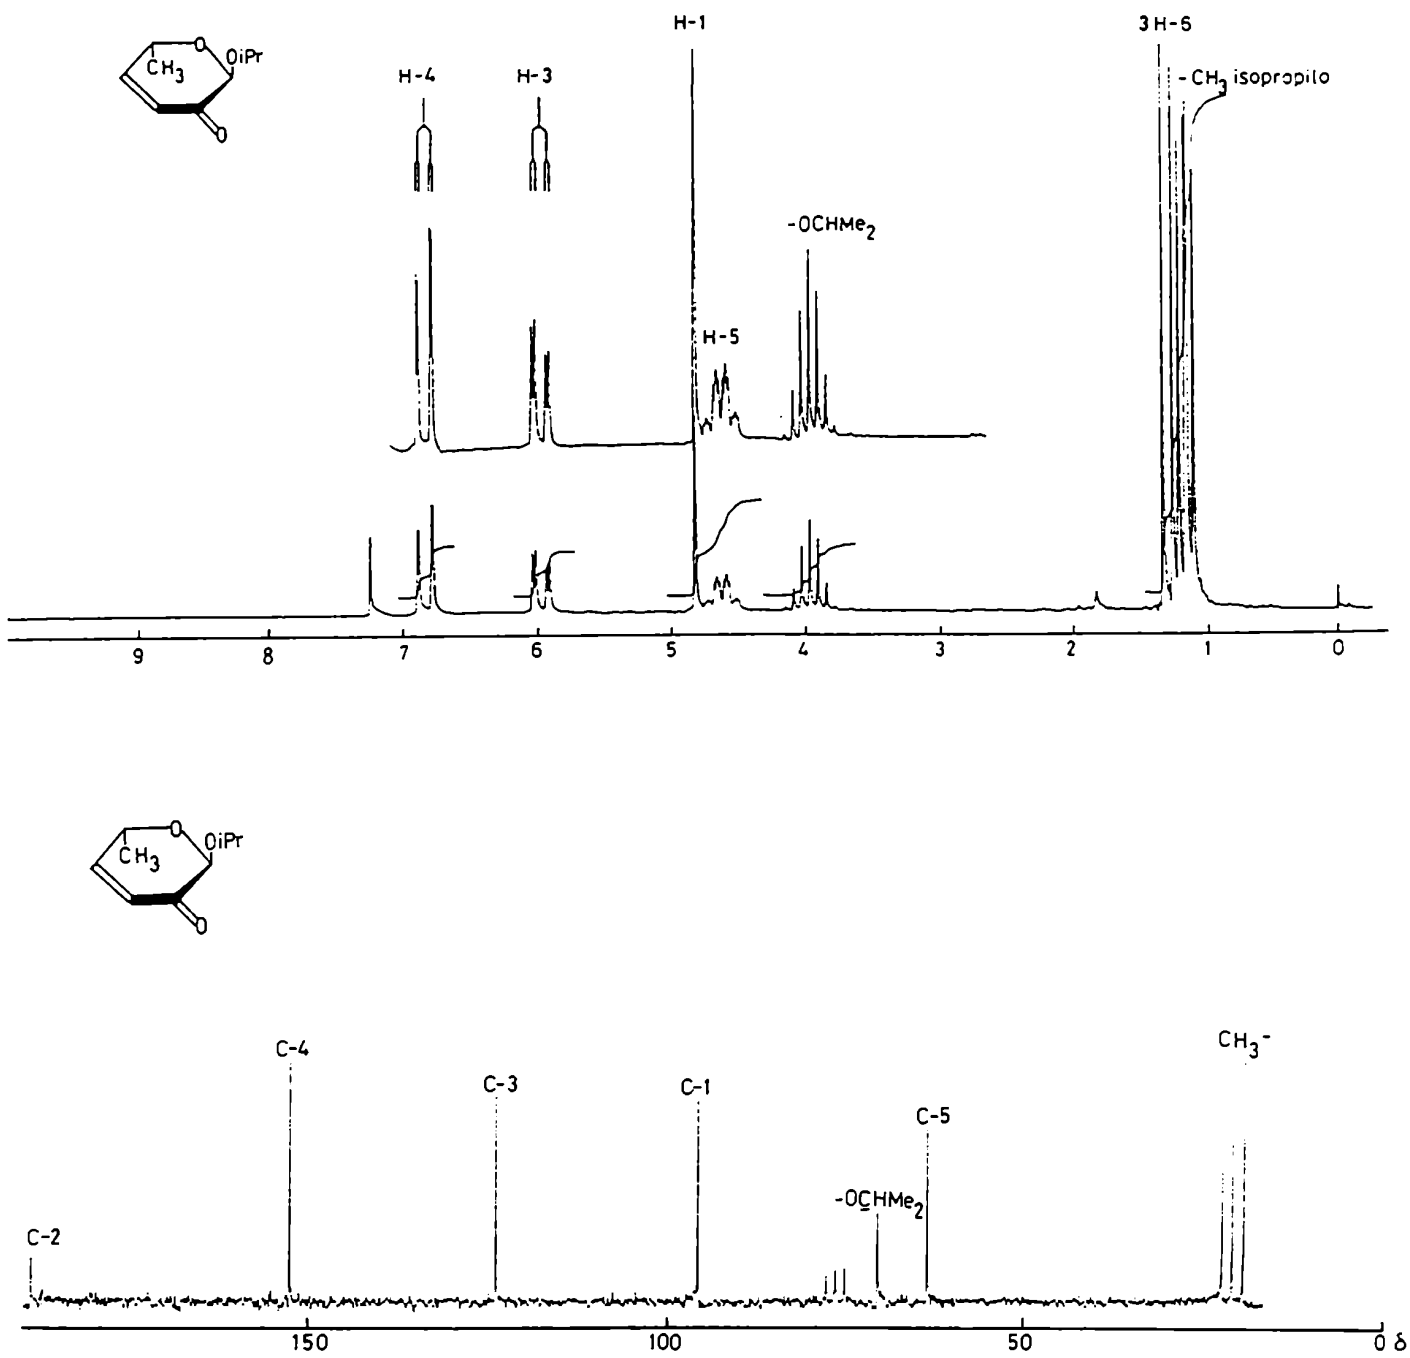 H-1
3H-6
O
OiPr
CH3
O
H-4
H-3
-CH3 isopropilo
-OCHMe2
H-5
9 8 7 6 5 4 3 2 1 0
O
OiPr
CH3
O
C-4
C-3
C-1
C-5
CH3-
-OCHMe2
C-2
150 100 50 0 δ